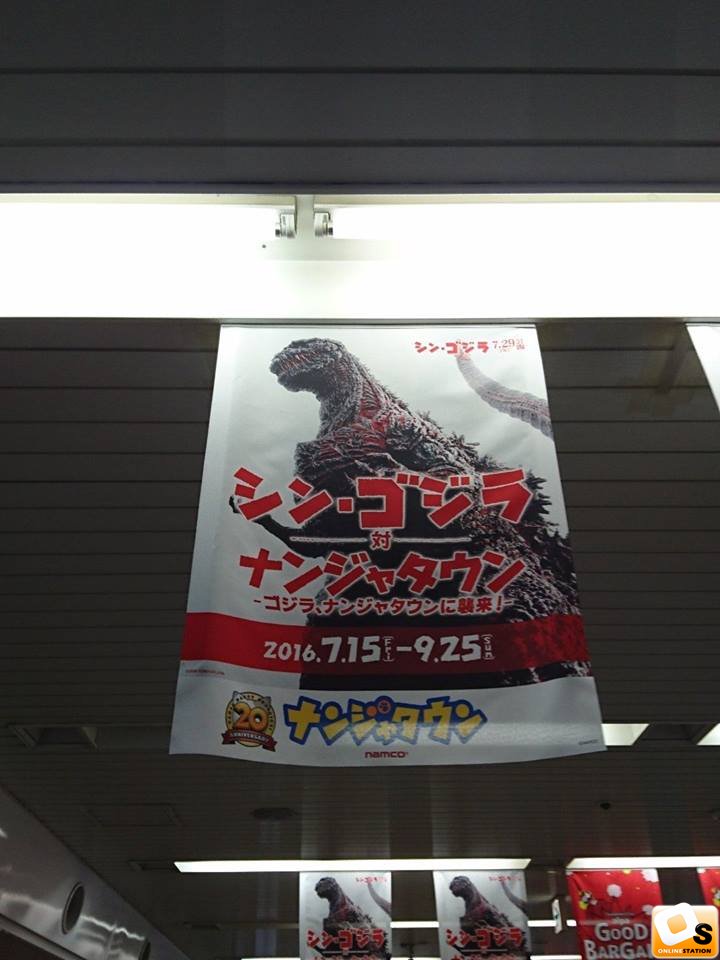 シン・ゴジラ 7.29
シン・ゴジラ
対
ナンジャタウン
-ゴジラ、ナンジャタウンに襲来!-
2016.7.15 Fri -9.25 Sun
20
ANNIVERSARY
ナンジャタウン
namco
シン・ゴジラ
シン・ゴジラ
GOOD
BARGA
S
ONLINESTATION